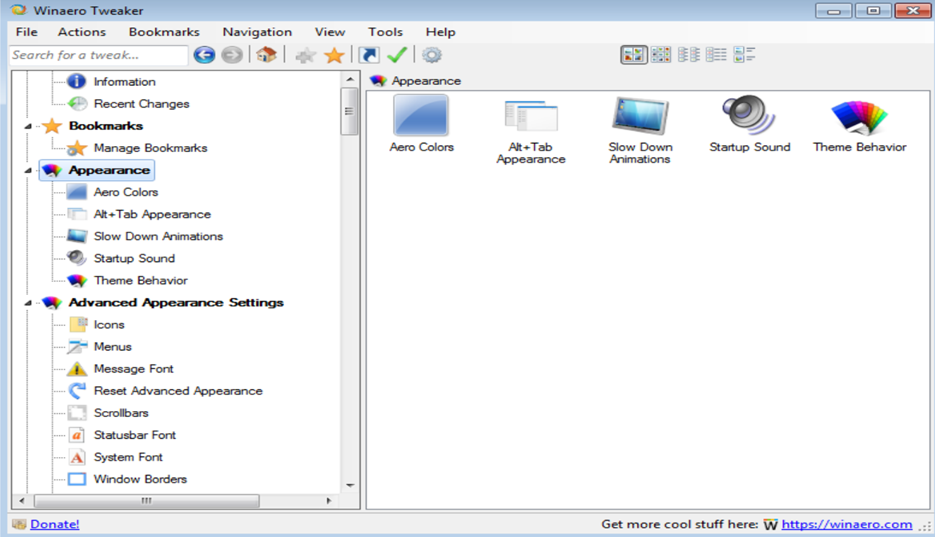 Winaero Tweaker
File Actions Bookmarks Navigation View Tools Help
Search for a tweak...
Information
Recent Changes
Bookmarks
Manage Bookmarks
Appearance
Aero Colors
Alt+Tab Appearance
Slow Down Animations
Startup Sound
Theme Behavior
Advanced Appearance Settings
Icons
Menus
Message Font
Reset Advanced Appearance
Scrollbars
Statusbar Font
System Font
Window Borders
Appearance
Aero Colors
Alt+Tab
Appearance
Slow Down
Animations
Startup Sound
Theme Behavior
Donate!
Get more cool stuff here: W https://winaero.com